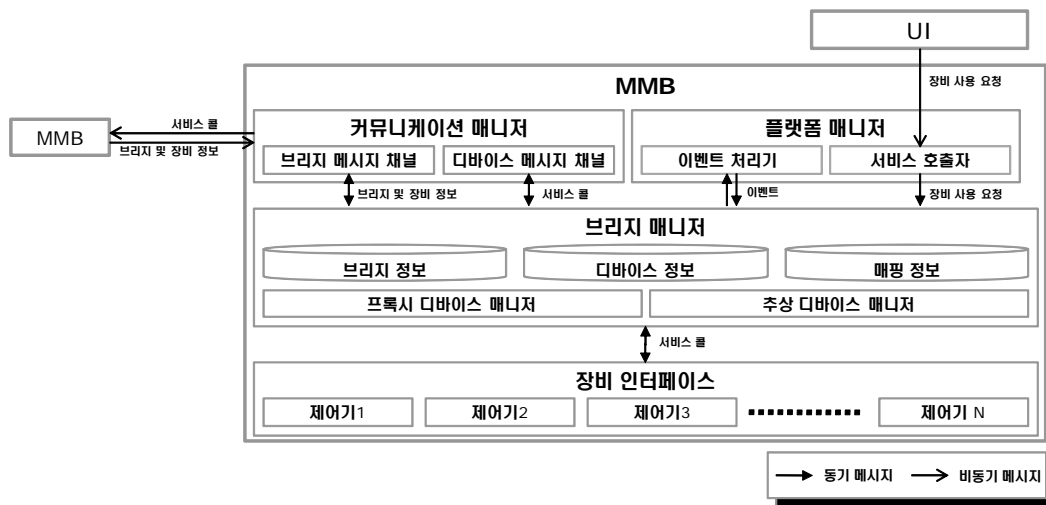 UI
장비 사용 요청
MMB
MMB
서비스 콜
브리지 및 장비 정보
커뮤니케이션 매니저
플랫폼 매니저
브리지 메시지 채널
디바이스 메시지 채널
이벤트 처리기
서비스 호출자
브리지 및 장비 정보
서비스 콜
이벤트
장비 사용 요청
브리지 매니저
브리지 정보
디바이스 정보
매핑 정보
프록시 디바이스 매니저
추상 디바이스 매니저
서비스 콜
장비 인터페이스
제어기1
제어기2
제어기3
제어기 N
동기 메시지
비동기 메시지